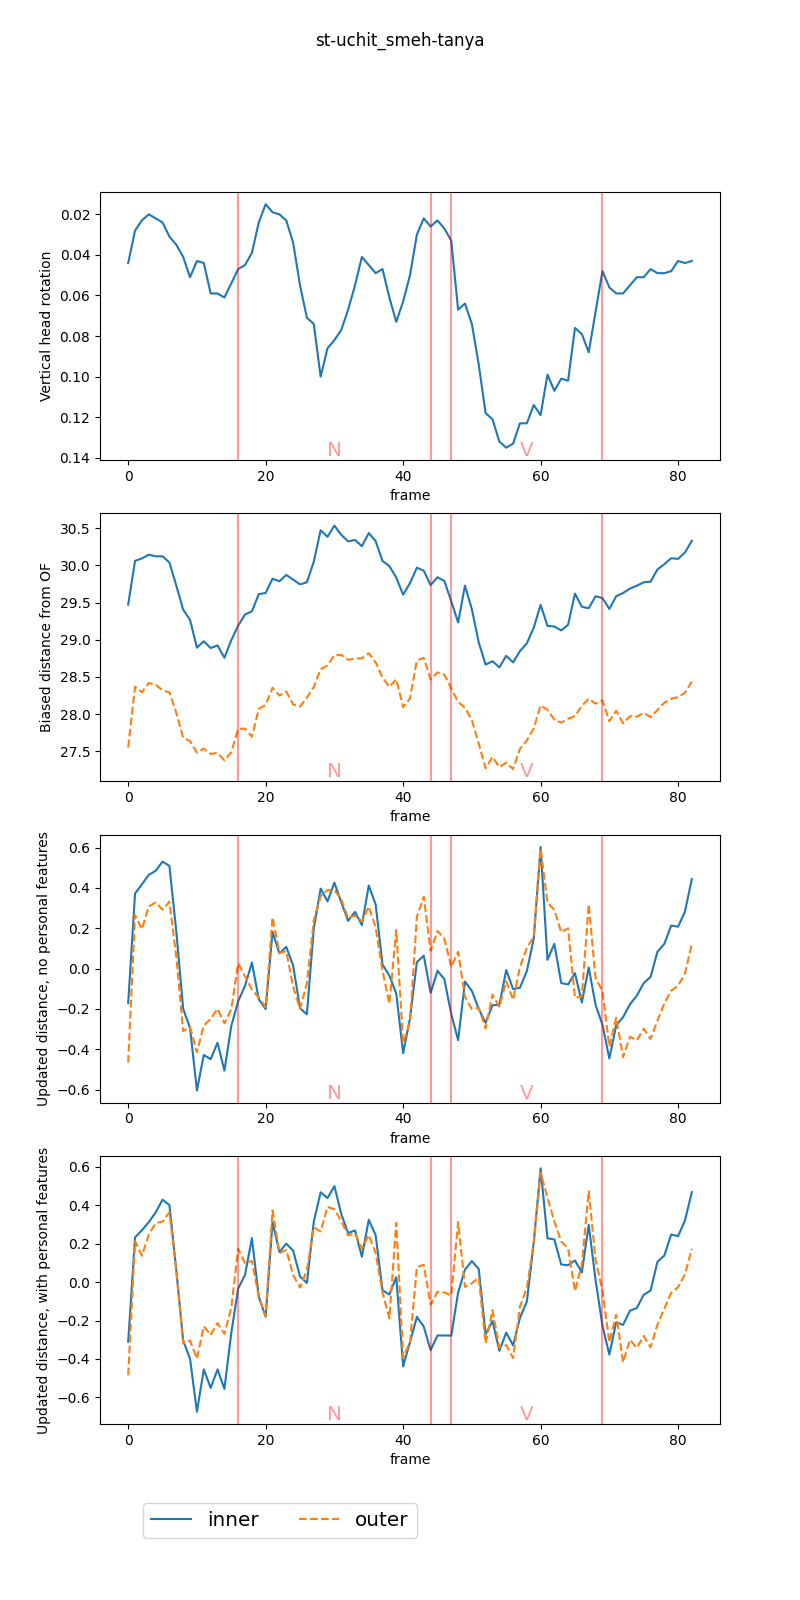 st-uchit_smeh-tanya
Vertical head rotation
0.02
0.04
0.06
0.08
0.10
0.12
0.14
N
V
0 20 40 60 80
frame
Biased distance from OF
30.5
30.0
29.5
29.0
28.5
28.0
27.5
N
V
0 20 40 60 80
frame
Updated distance, no personal features
0.6
0.4
0.2
0.0
−0.2
−0.4
−0.6
N
V
0 20 40 60 80
frame
Updated distance, with personal features
0.6
0.4
0.2
0.0
−0.2
−0.4
−0.6
N
V
0 20 40 60 80
frame
inner outer